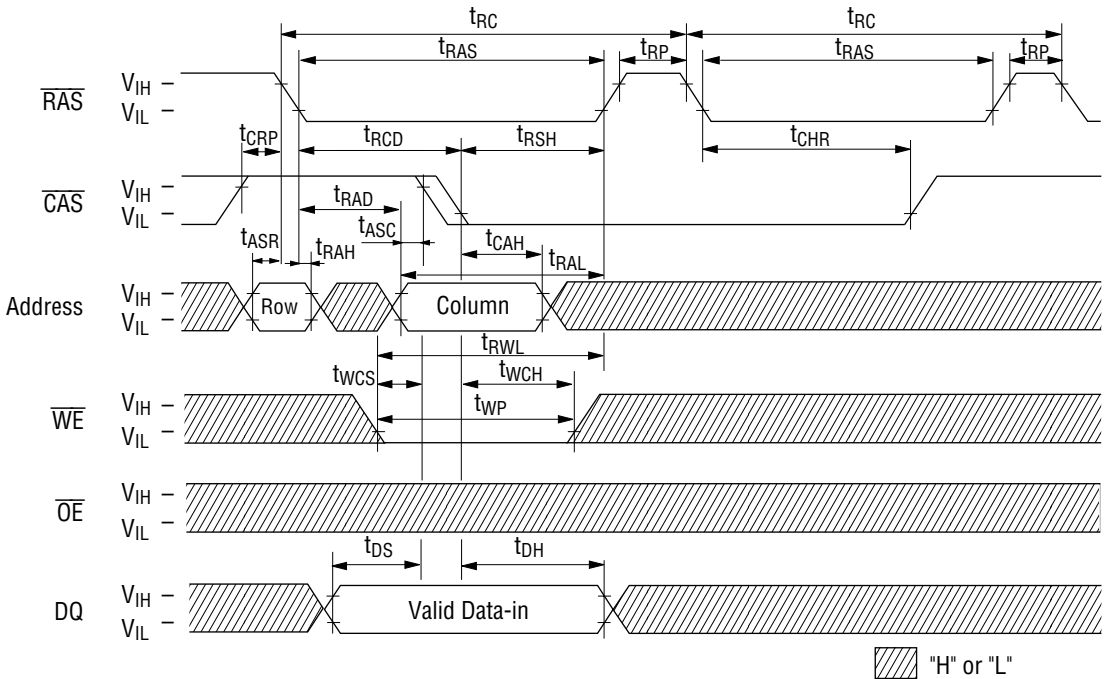 tRC tRC
tRAS tRP tRAS tRP
RAS VIH –
VIL –
tCRP tRCD tRSH tCHR
CAS VIH –
VIL –
tRAD
tASR tRAH tASC tCAH tRAL
Address VIH –
VIL –
Row Column
tRWL
tWCS tWCH
tWP
WE VIH –
VIL –
OE VIH –
VIL –
tDS tDH
DQ VIH –
VIL –
Valid Data-in
"H" or "L"